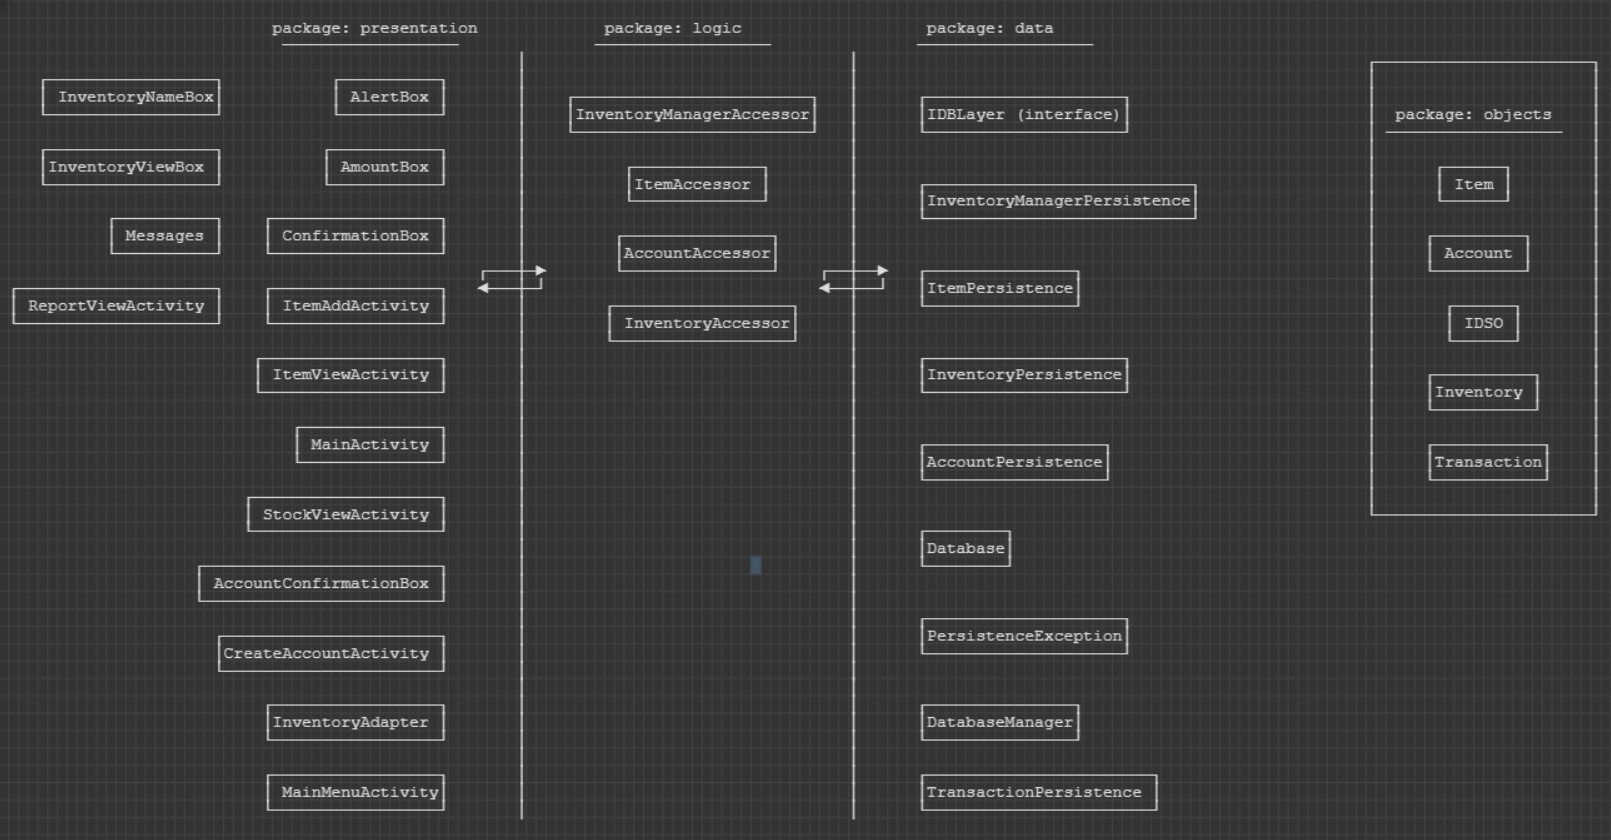 package: presentation
InventoryNameBox
AlertBox
InventoryViewBox
AmountBox
Messages
ConfirmationBox
ReportViewActivity
ItemAddActivity
ItemViewActivity
MainActivity
StockViewActivity
AccountConfirmationBox
CreateAccountActivity
InventoryAdapter
MainMenuActivity
package: logic
InventoryManagerAccessor
ItemAccessor
AccountAccessor
InventoryAccessor
package: data
IDBLayer (interface)
InventoryManagerPersistence
ItemPersistence
InventoryPersistence
AccountPersistence
Database
PersistenceException
DatabaseManager
TransactionPersistence
package: objects
Item
Account
IDSO
Inventory
Transaction